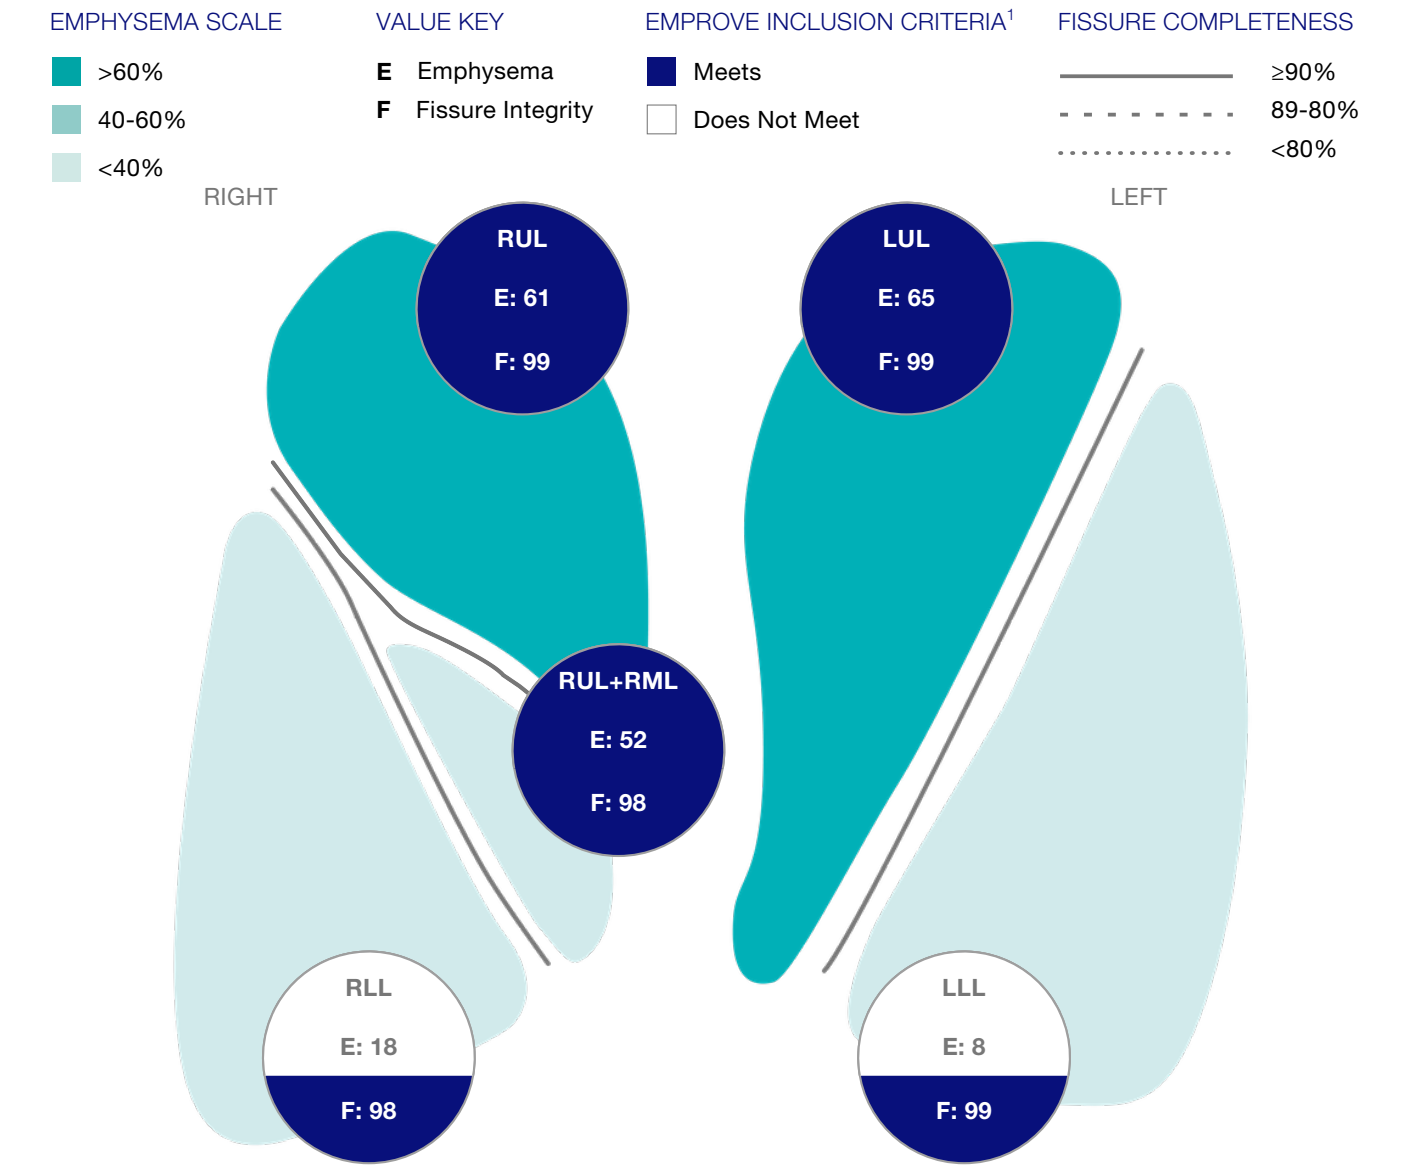 EMPHYSEMA SCALE
>60%
40-60%
<40%
VALUE KEY
E Emphysema
F Fissure Integrity
EMPROVE INCLUSION CRITERIA¹
Meets
Does Not Meet
FISSURE COMPLETENESS
≥90%
89-80%
<80%
RIGHT
LEFT
RUL
E: 61
F: 99
LUL
E: 65
F: 99
RUL+RML
E: 52
F: 98
RLL
E: 18
F: 98
LLL
E: 8
F: 99